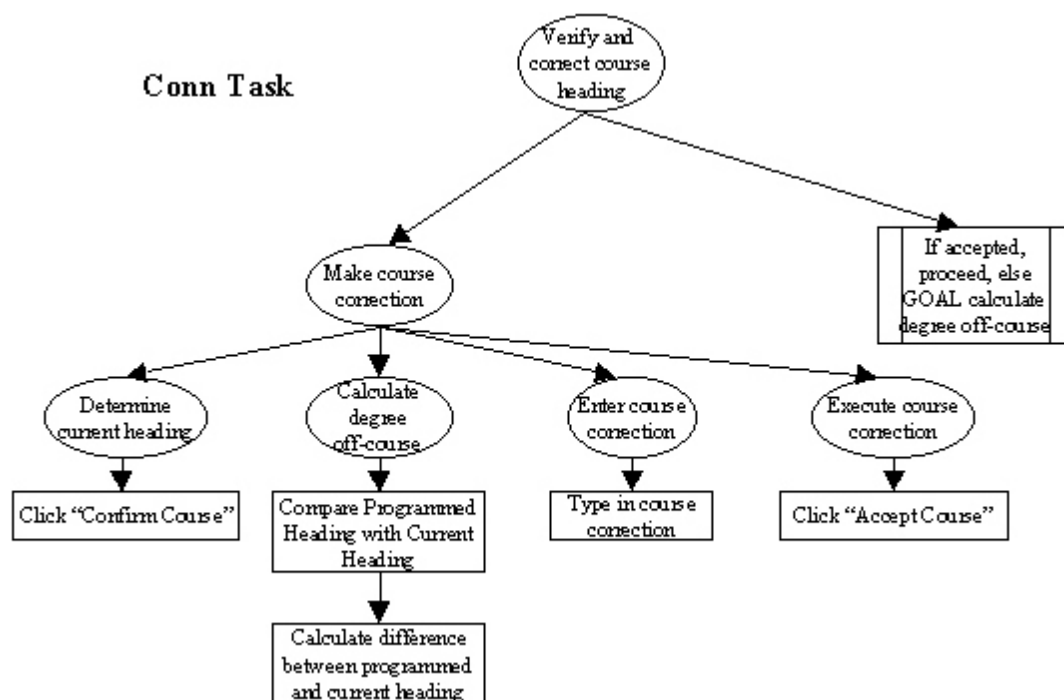 Conn Task
Verify and
correct course
heading
Make course
correction
If accepted,
proceed, else
GOAL calculate
degree off-course
Determine
current heading
Calculate
degree
off-course
Enter course
correction
Execute course
correction
Click “Confirm Course”
Compare Programmed
Heading with Current
Heading
Type in course
correction
Click “Accept Course”
Calculate difference
between programmed
and current heading